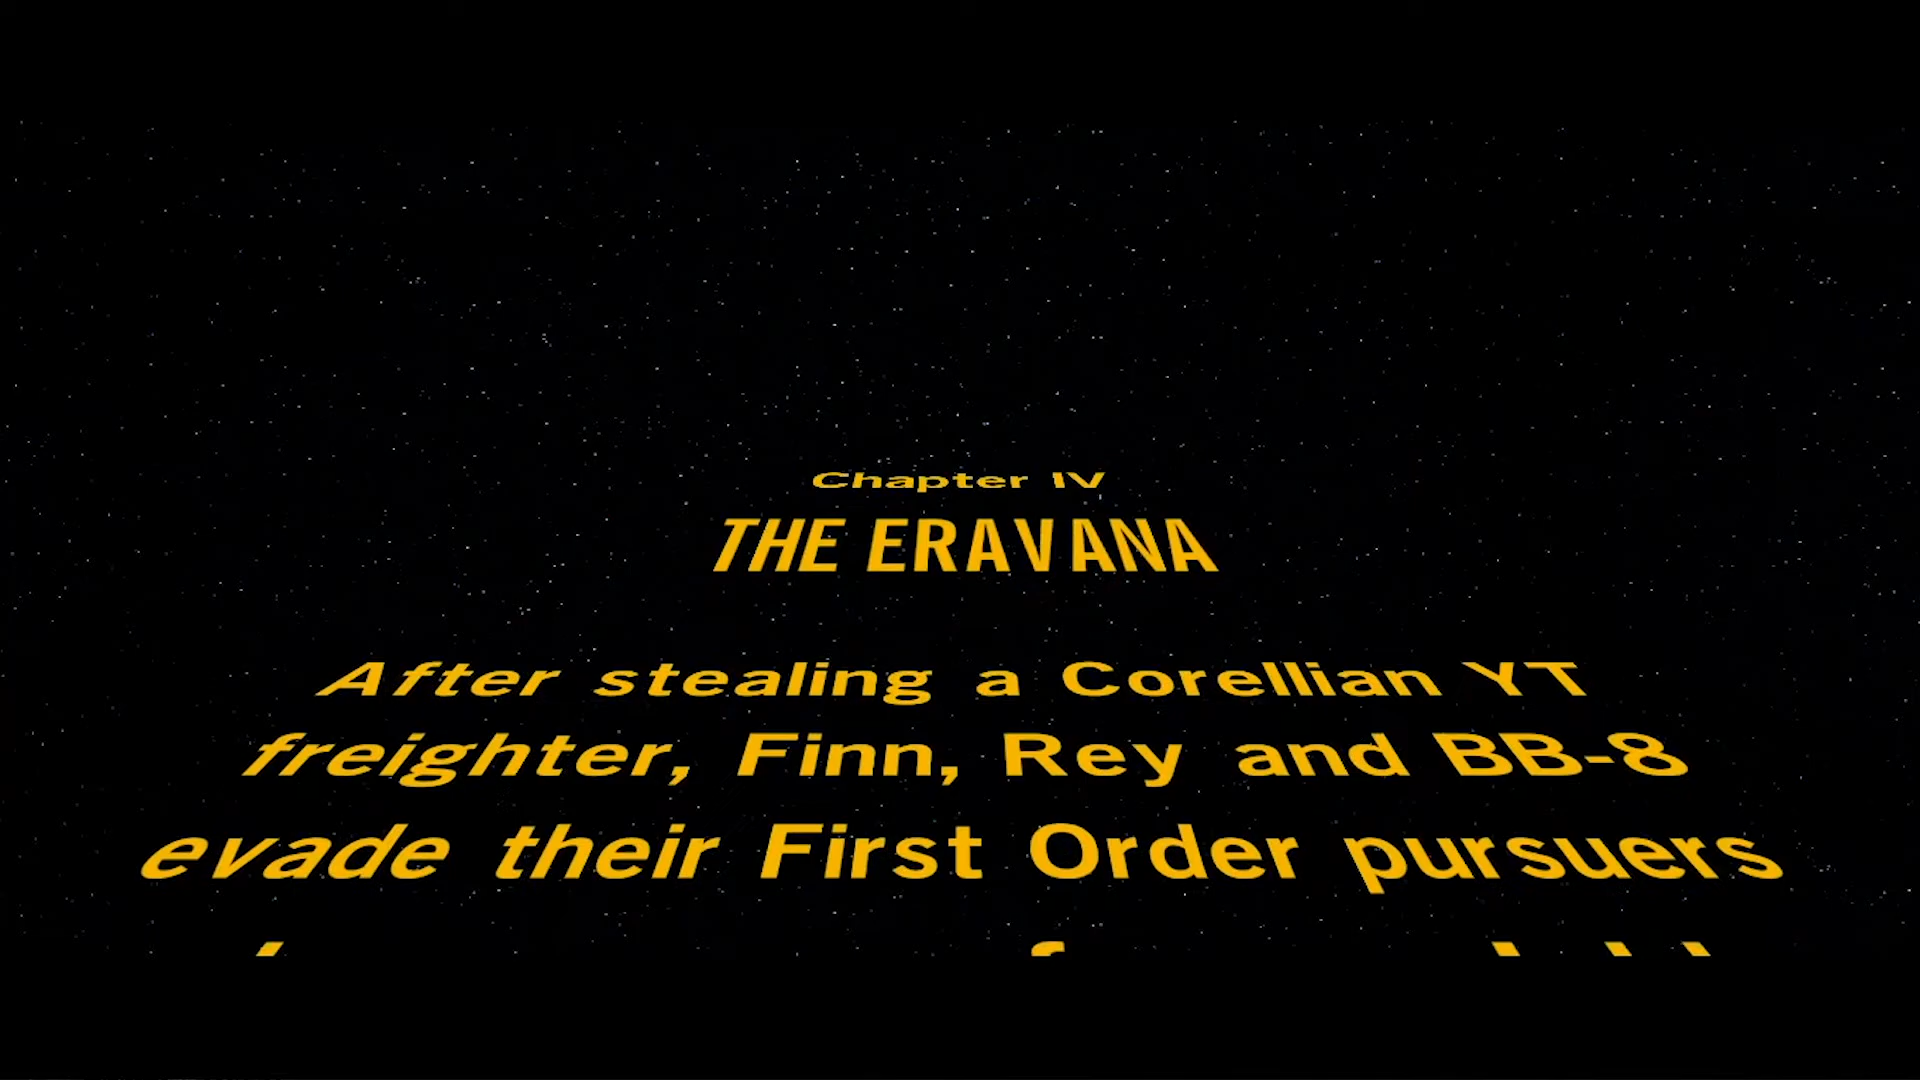 Chapter IV
THE ERAVANA
After stealing a Corellian YT
freighter, Finn, Rey and BB-8
evade their First Order pursuers